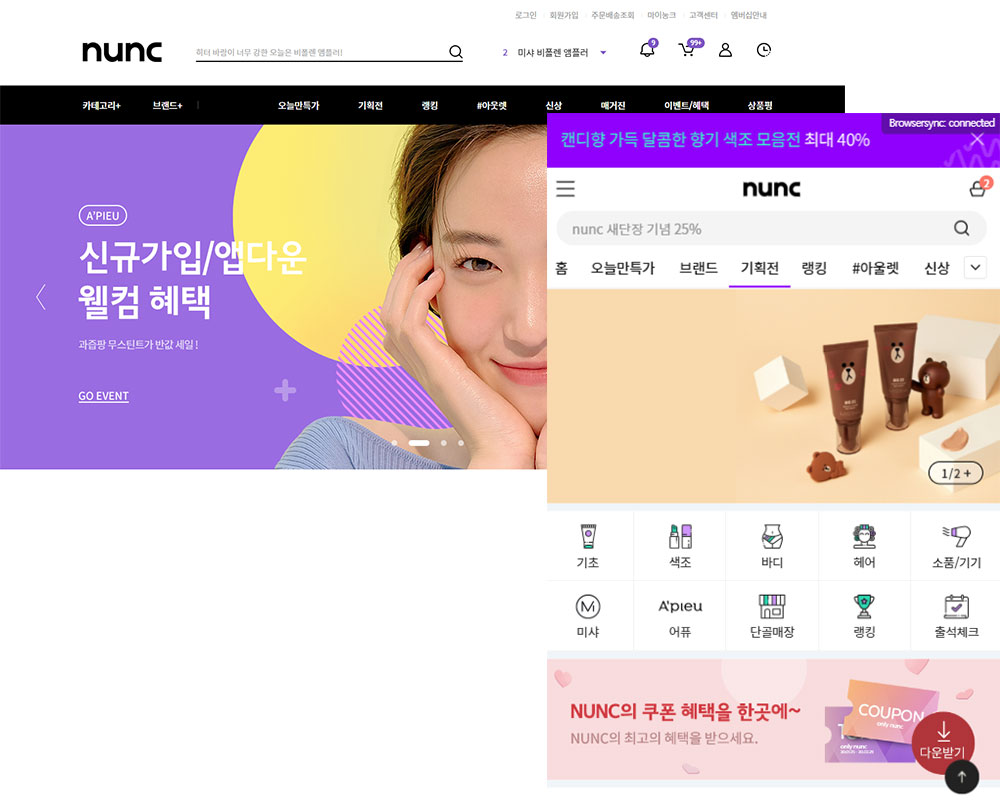 로그인 회원가입 주문배송조회 마이눙크 고객센터 멤버십안내
nunc
히터 바람이 너무 강한 오늘은 비폴렌 앰플러!
2 미샤 비폴렌 앰플러
9
99+
카테고리+ 브랜드+ 오늘만특가 기획전 랭킹 #아웃렛 신상 매거진 이벤트/혜택 상품평
A'PIEU
신규가입/앱다운
웰컴 혜택
과즙팡 무스틴트가 반값 세일 !
GO EVENT
Browsersync: connected
캔디향 가득 달콤한 향기 색조 모음전 최대 40%
nunc
2
nunc 새단장 기념 25%
홈 오늘만특가 브랜드 기획전 랭킹 #아울렛 신상
1/2 +
기초 색조 바디 헤어 소품/기기
M
A'PIEU
미샤 어퓨 단골매장 랭킹 출석체크
NUNC의 쿠폰 혜택을 한곳에~
NUNC의 최고의 혜택을 받으세요.
COUPON
only nunc
only nunc
다운받기